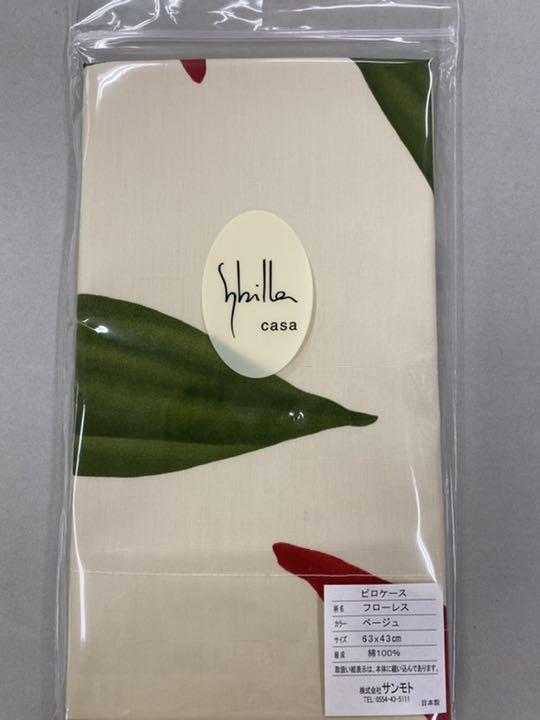 Sybilla
casa
ピロケース
柄名 フローレス
カラー ベージュ
サイズ 63x43cm
組成 綿100%
取扱い絵表示は、本体に縫い込んであります。
株式会社サンモト
TEL:0554-43-5111
日本製